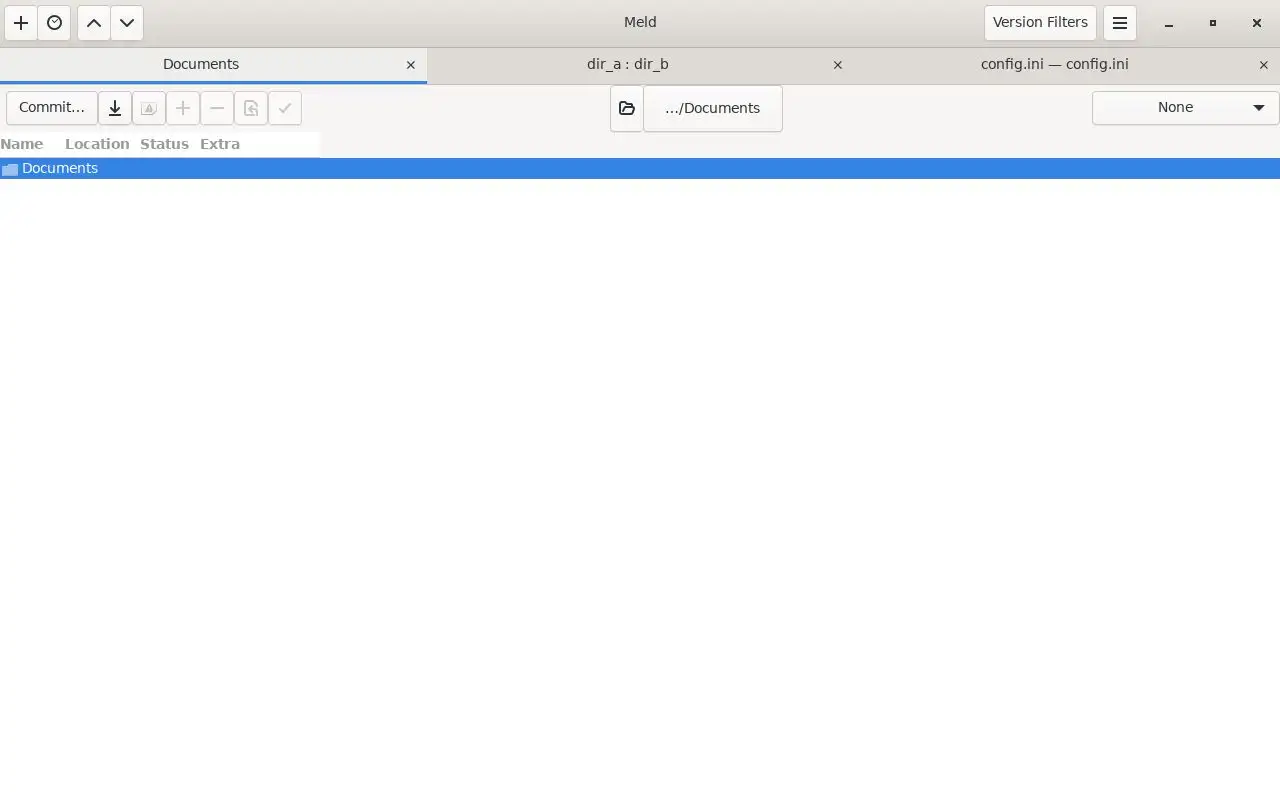 Meld
Version Filters
Documents
dir_a : dir_b
config.ini — config.ini
Commit...
.../Documents
None
Name Location Status Extra
Documents